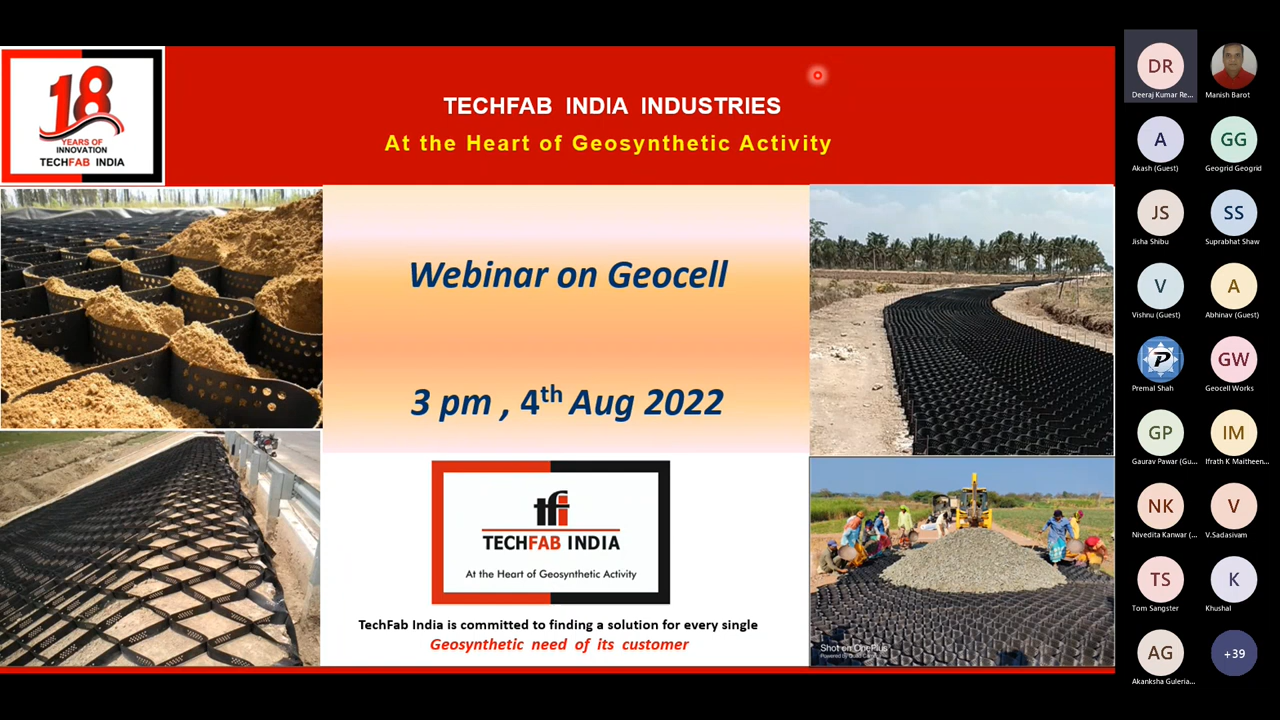 18
YEARS OF
INNOVATION
TECHFAB INDIA
TECHFAB INDIA INDUSTRIES
At the Heart of Geosynthetic Activity
Webinar on Geocell
3 pm , 4th Aug 2022
tfi
TECHFAB INDIA
At the Heart of Geosynthetic Activity
TechFab India is committed to finding a solution for every single
Geosynthetic need of its customer
Shot on OnePlus
DR
Deeraj Kumar Re...
Manish Barot
A
Akash (Guest)
GG
Geogrid Geogrid
JS
Jisha Shibu
SS
Suprabhat Shaw
V
Vishnu (Guest)
A
Abhinav (Guest)
P
Premal Shah
GW
Geocell Works
GP
Gaurav Pawar (Gu...
IM
Ifrath K Maitheen...
NK
Nivedita Kanwar (...
V
V.Sadasivam
TS
Tom Sangster
K
Khushal
AG
Akanksha Guleria...
+39